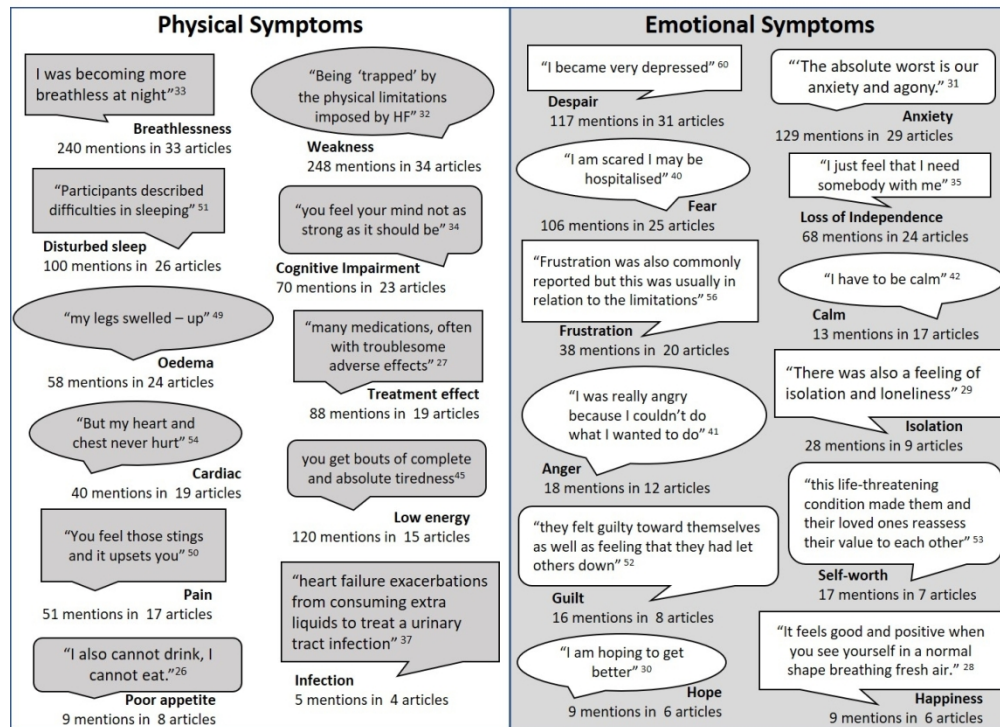 Physical Symptoms
I was becoming more
breathless at night”33
Breathlessness
240 mentions in 33 articles
“Being ‘trapped’ by
the physical limitations
imposed by HF” 32
Weakness
248 mentions in 34 articles
“Participants described
difficulties in sleeping” 51
Disturbed sleep
100 mentions in 26 articles
“you feel your mind not as
strong as it should be” 34
Cognitive Impairment
70 mentions in 23 articles
“my legs swelled – up” 49
Oedema
58 mentions in 24 articles
“many medications, often
with troublesome
adverse effects” 27
Treatment effect
88 mentions in 19 articles
“But my heart and
chest never hurt” 54
Cardiac
40 mentions in 19 articles
you get bouts of complete
and absolute tiredness45
Low energy
120 mentions in 15 articles
“You feel those stings
and it upsets you” 50
Pain
51 mentions in 17 articles
“heart failure exacerbations
from consuming extra
liquids to treat a urinary
tract infection” 37
Infection
5 mentions in 4 articles
“I also cannot drink, I
cannot eat.”26
Poor appetite
9 mentions in 8 articles
Emotional Symptoms
“I became very depressed” 60
Despair
117 mentions in 31 articles
“‘The absolute worst is our
anxiety and agony.” 31
Anxiety
129 mentions in 29 articles
“I am scared I may be
hospitalised” 40
Fear
106 mentions in 25 articles
“I just feel that I need
somebody with me” 35
Loss of Independence
68 mentions in 24 articles
“Frustration was also commonly
reported but this was usually in
relation to the limitations” 56
Frustration
38 mentions in 20 articles
“I have to be calm” 42
Calm
13 mentions in 17 articles
“I was really angry
because I couldn’t do
what I wanted to do” 41
Anger
18 mentions in 12 articles
“There was also a feeling of
isolation and loneliness” 29
Isolation
28 mentions in 9 articles
“they felt guilty toward themselves
as well as feeling that they had let
others down” 52
Guilt
16 mentions in 8 articles
“this life-threatening
condition made them and
their loved ones reassess
their value to each other” 53
Self-worth
17 mentions in 7 articles
“I am hoping to get
better” 30
Hope
9 mentions in 6 articles
“It feels good and positive when
you see yourself in a normal
shape breathing fresh air.” 28
Happiness
9 mentions in 6 articles